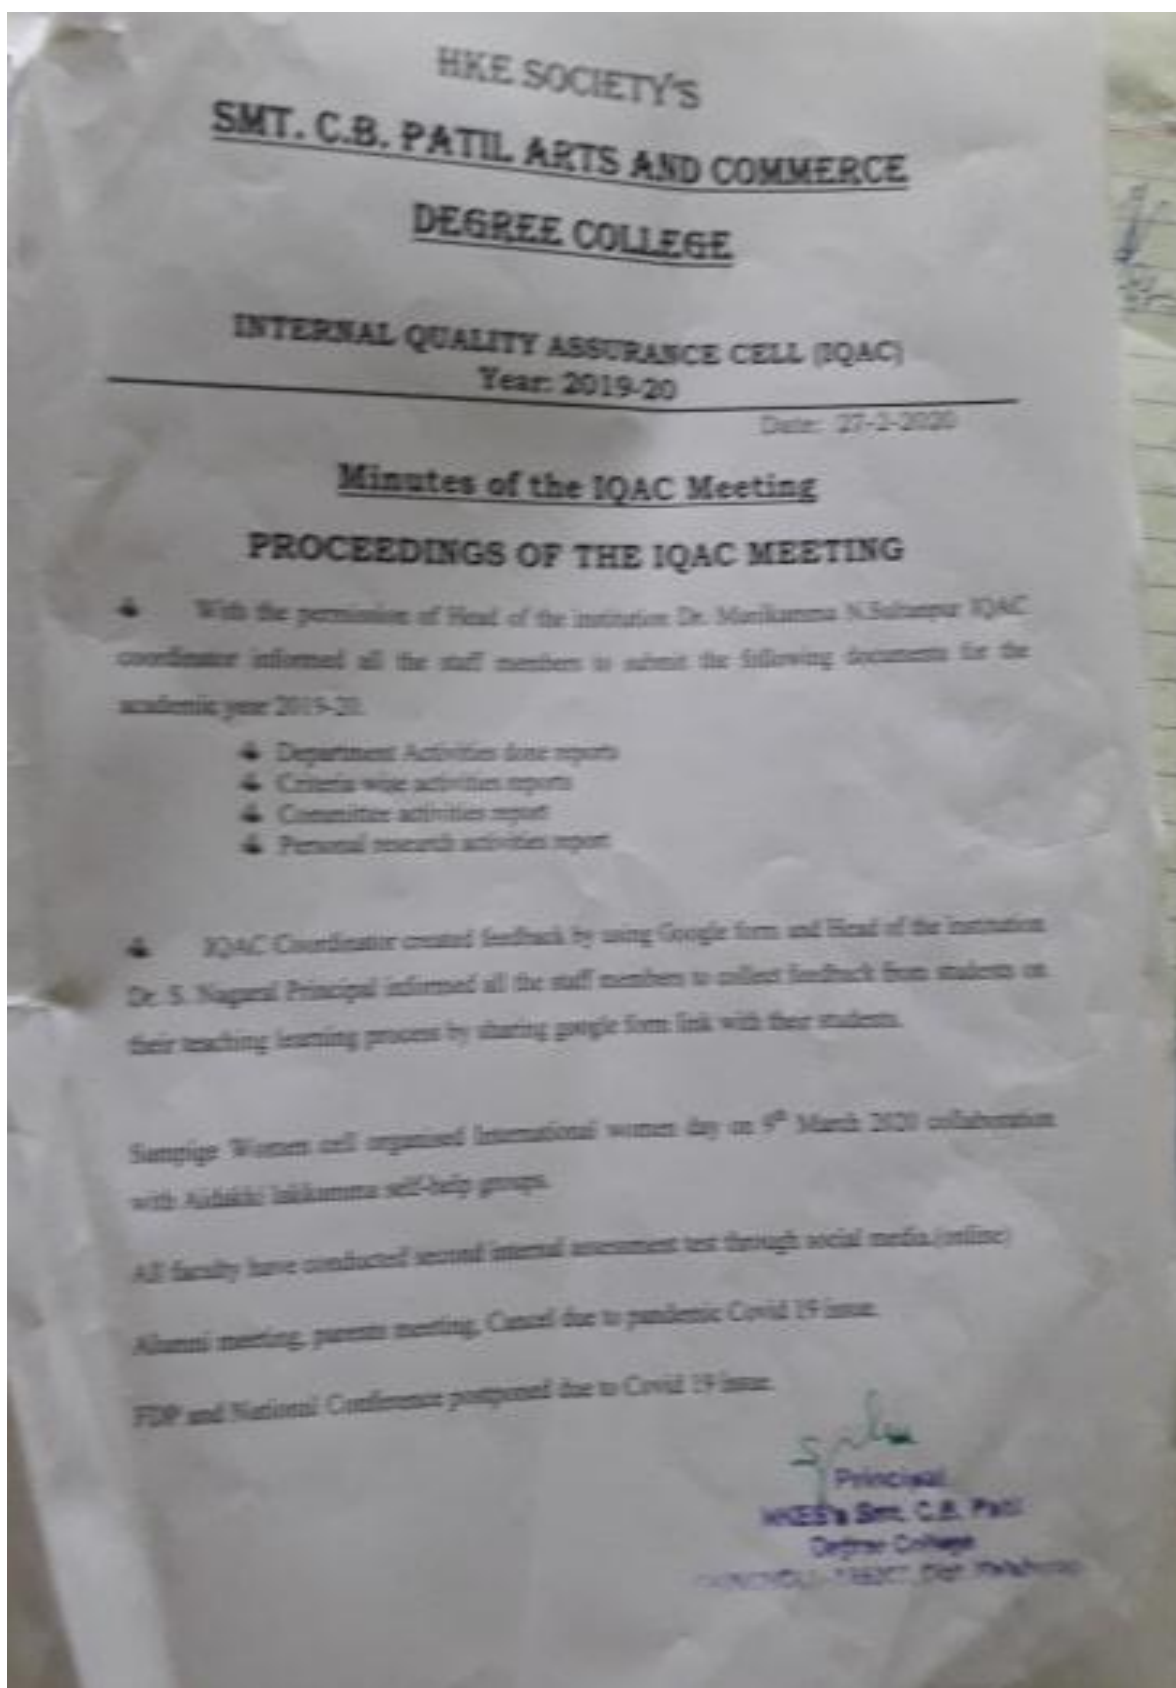 HKE SOCIETY'S
SMT. C.B. PATIL ARTS AND COMMERCE
DEGREE COLLEGE
INTERNAL QUALITY ASSURANCE CELL (IQAC)
Year: 2019-20
Date: 27-2-2020
Minutes of the IQAC Meeting
PROCEEDINGS OF THE IQAC MEETING
With the permission of Head of the institution Dr. N. IQAC
coordinator informed all the staff members to submit the following documents for the
academic year 2019-20.
Department Activities done reports
Criteria wise activities reports
Committee activities report
Personal research activities report
IQAC Coordinator created feedback by using Google form and Head of the institution
Dr. S. Principal informed all the staff members to collect feedback from students on
their teaching learning process by sharing google form link with their students.
Sampige Women cell organised International women day on 9th March 2020 collaboration
with self-help groups.
All faculty have conducted second internal assessment test through social media.(online)
Alumni meeting, parents meeting, Cancel due to pandemic Covid 19 issue.
FDP and National Conference postponed due to Covid 19 issue.
Principal
HKES's Smt. C.B. Patil
Degree College